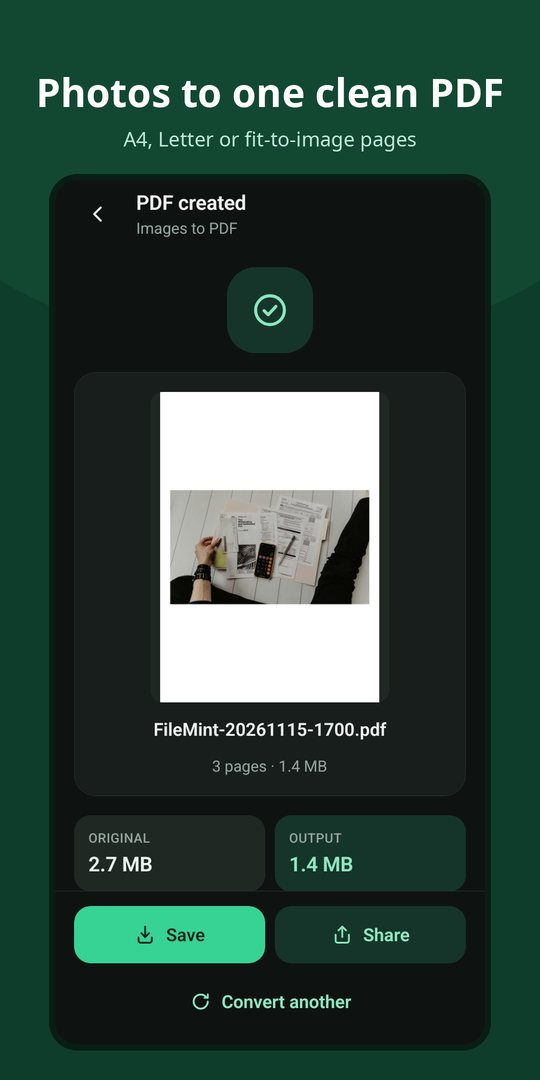 Photos to one clean PDF
A4, Letter or fit-to-image pages
PDF created
Images to PDF
FileMint-20261115-1700.pdf
3 pages · 1.4 MB
ORIGINAL
2.7 MB
OUTPUT
1.4 MB
Save
Share
Convert another